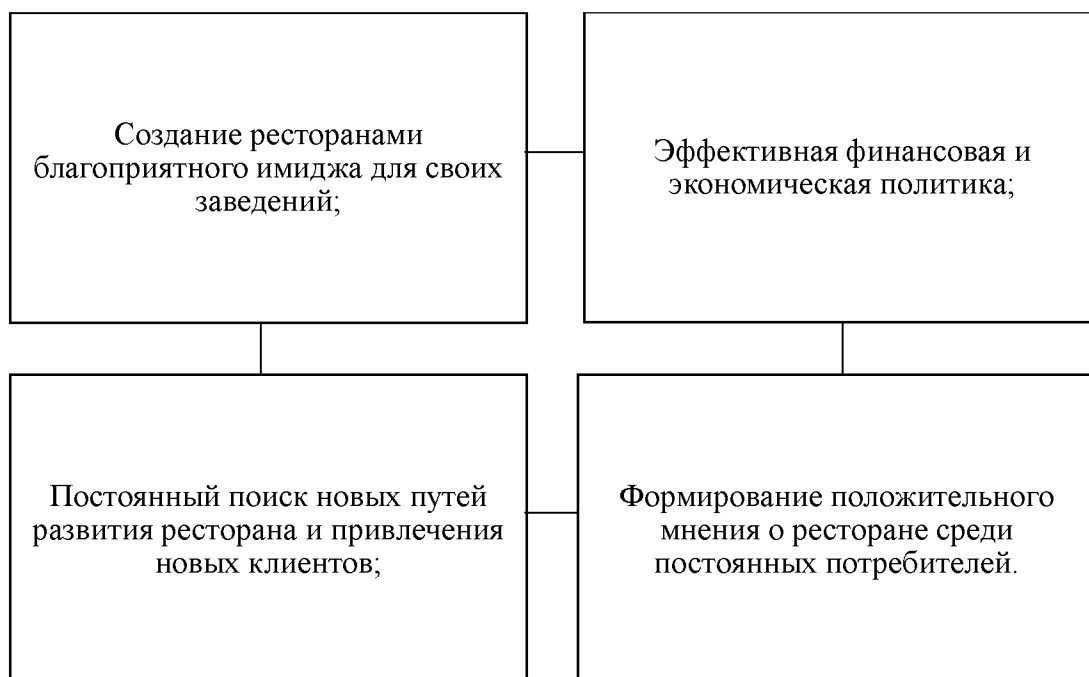 Создание ресторанами
благоприятного имиджа для своих
заведений;
Эффективная финансовая и
экономическая политика;
Постоянный поиск новых путей
развития ресторана и привлечения
новых клиентов;
Формирование положительного
мнения о ресторане среди
постоянных потребителей.